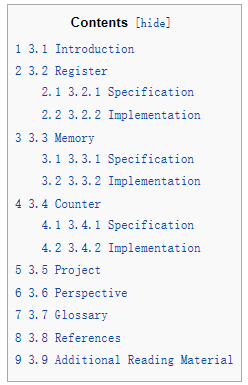 Contents [hide]
1 3.1 Introduction
2 3.2 Register
2.1 3.2.1 Specification
2.2 3.2.2 Implementation
3 3.3 Memory
3.1 3.3.1 Specification
3.2 3.3.2 Implementation
4 3.4 Counter
4.1 3.4.1 Specification
4.2 3.4.2 Implementation
5 3.5 Project
6 3.6 Perspective
7 3.7 Glossary
8 3.8 References
9 3.9 Additional Reading Material